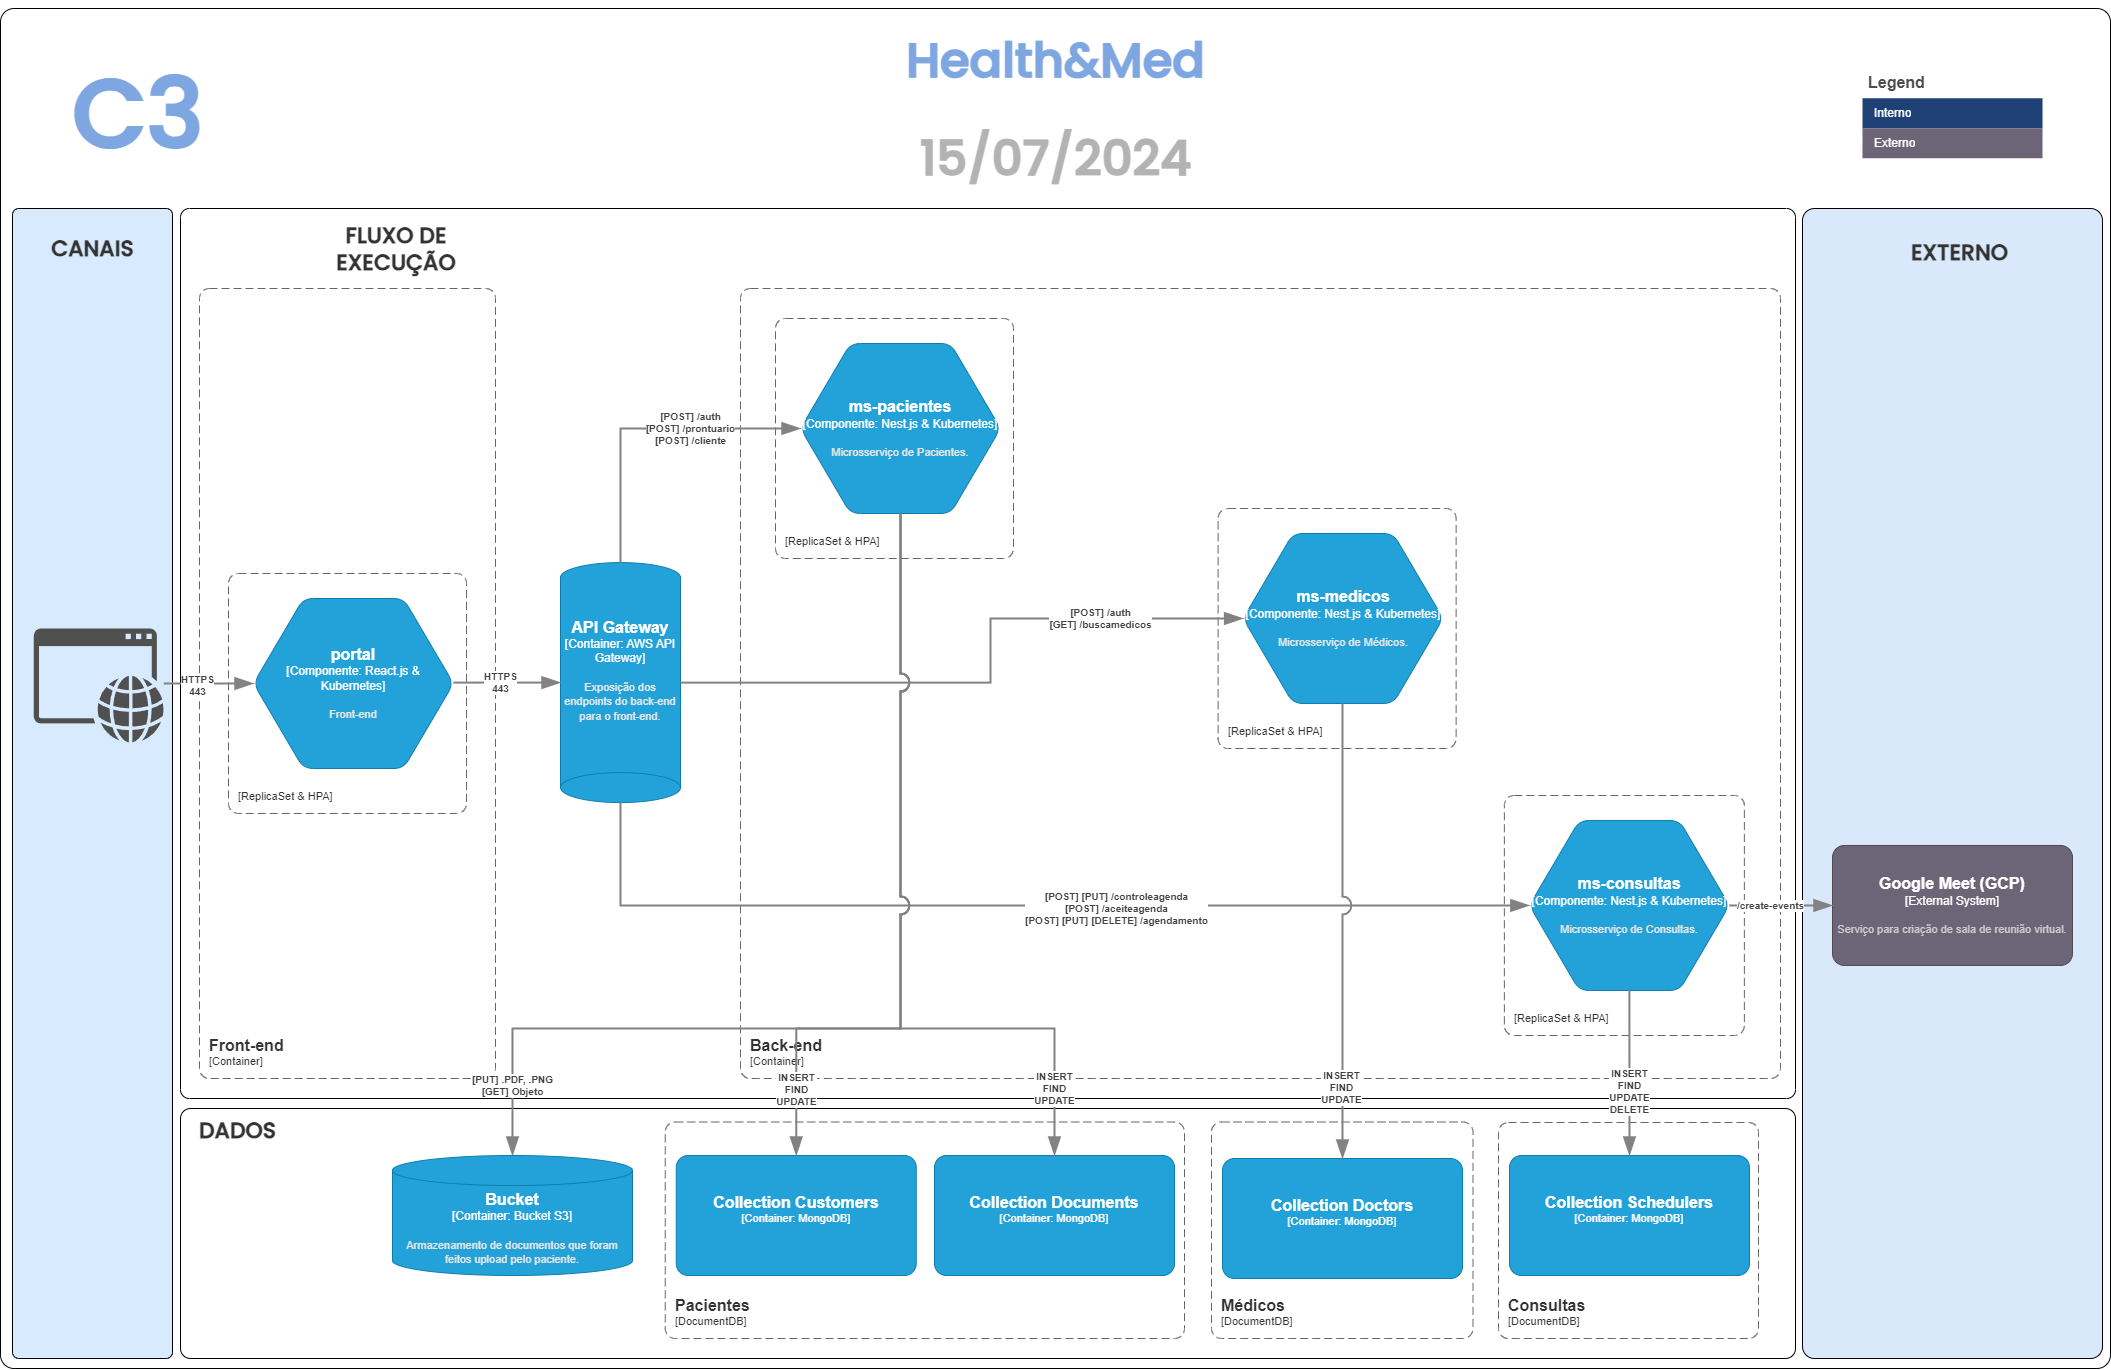 C3
Health&Med
15/07/2024
Legend
Interno
Externo
CANAIS
FLUXO DE
EXECUÇÃO
EXTERNO
HTTPS
443
portal
[Componente: React.js &
Kubernetes]
Front-end
[ReplicaSet & HPA]
Front-end
[Container]
HTTPS
443
API Gateway
[Container: AWS API
Gateway]
Exposição dos
endpoints do back-end
para o front-end.
[POST] /auth
[POST] /prontuario
[POST] /cliente
ms-pacientes
[Componente: Nest.js & Kubernetes]
Microsserviço de Pacientes.
[ReplicaSet & HPA]
[POST] /auth
[GET] /buscamedicos
ms-medicos
[Componente: Nest.js & Kubernetes]
Microsserviço de Médicos.
[ReplicaSet & HPA]
[POST] [PUT] /controleagenda
[POST] /aceiteagenda
[POST] [PUT] [DELETE] /agendamento
ms-consultas
[Componente: Nest.js & Kubernetes]
Microsserviço de Consultas.
[ReplicaSet & HPA]
/create-events
Google Meet (GCP)
[External System]
Serviço para criação de sala de reunião virtual.
Back-end
[Container]
[PUT] .PDF, .PNG
[GET] Objeto
INSERT
FIND
UPDATE
INSERT
FIND
UPDATE
INSERT
FIND
UPDATE
INSERT
FIND
UPDATE
DELETE
DADOS
Bucket
[Container: Bucket S3]
Armazenamento de documentos que foram
feitos upload pelo paciente.
Collection Customers
[Container: MongoDB]
Collection Documents
[Container: MongoDB]
Pacientes
[DocumentDB]
Collection Doctors
[Container: MongoDB]
Médicos
[DocumentDB]
Collection Schedulers
[Container: MongoDB]
Consultas
[DocumentDB]